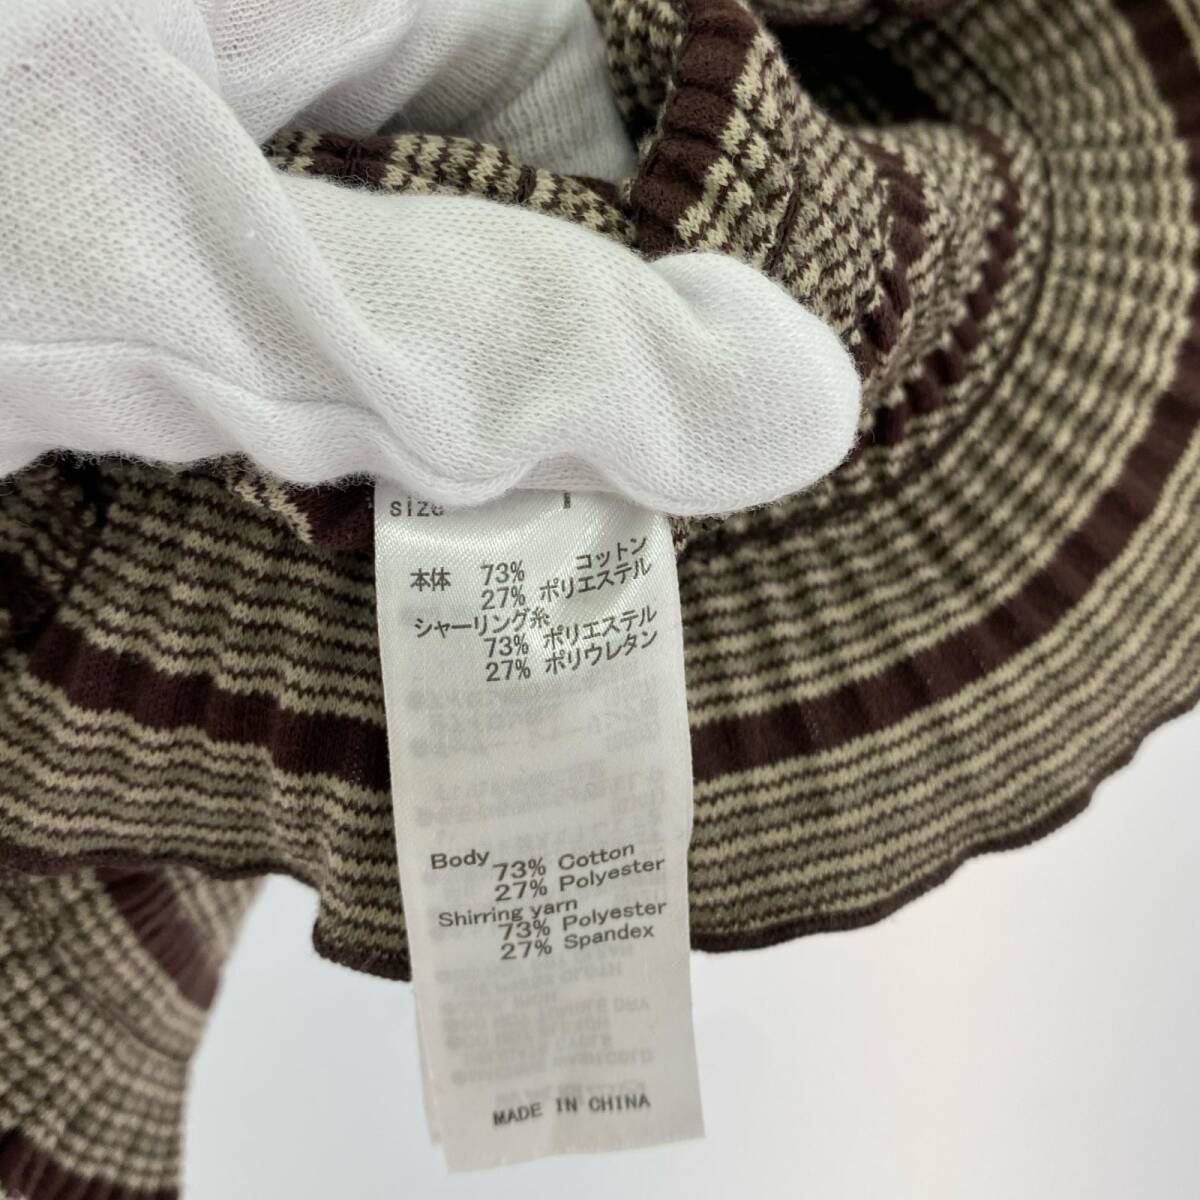 size
本体 73% コットン
27% ポリエステル
シャーリング糸
73% ポリエステル
27% ポリウレタン
Body
73% Cotton
27% Polyester
Shirring yarn
73% Polyester
27% Spandex
MADE IN CHINA